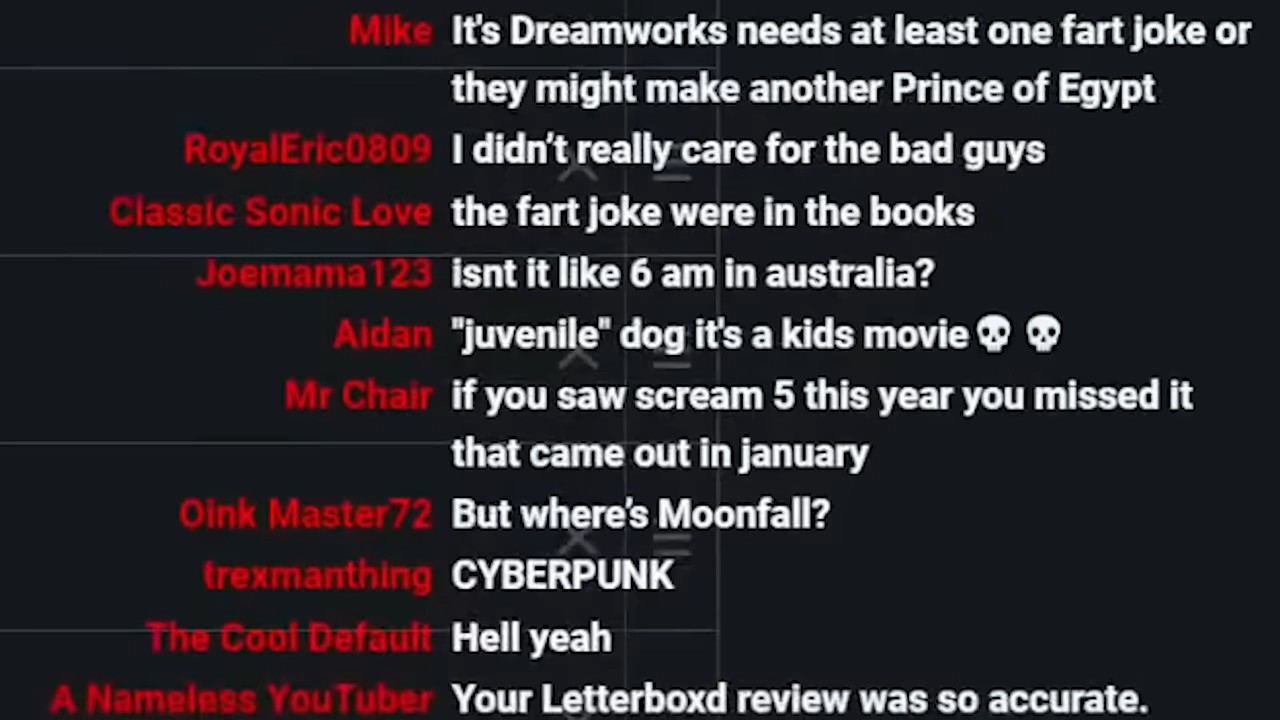 Mike It's Dreamworks needs at least one fart joke or
they might make another Prince of Egypt
RoyalEric0809 I didn’t really care for the bad guys
Classic Sonic Love the fart joke were in the books
Joemama123 isnt it like 6 am in australia?
Aidan "juvenile" dog it's a kids movie💀 💀
Mr Chair if you saw scream 5 this year you missed it
that came out in january
Oink Master72 But where’s Moonfall?
trexmanthing CYBERPUNK
The Cool Default Hell yeah
A Nameless YouTuber Your Letterboxd review was so accurate.